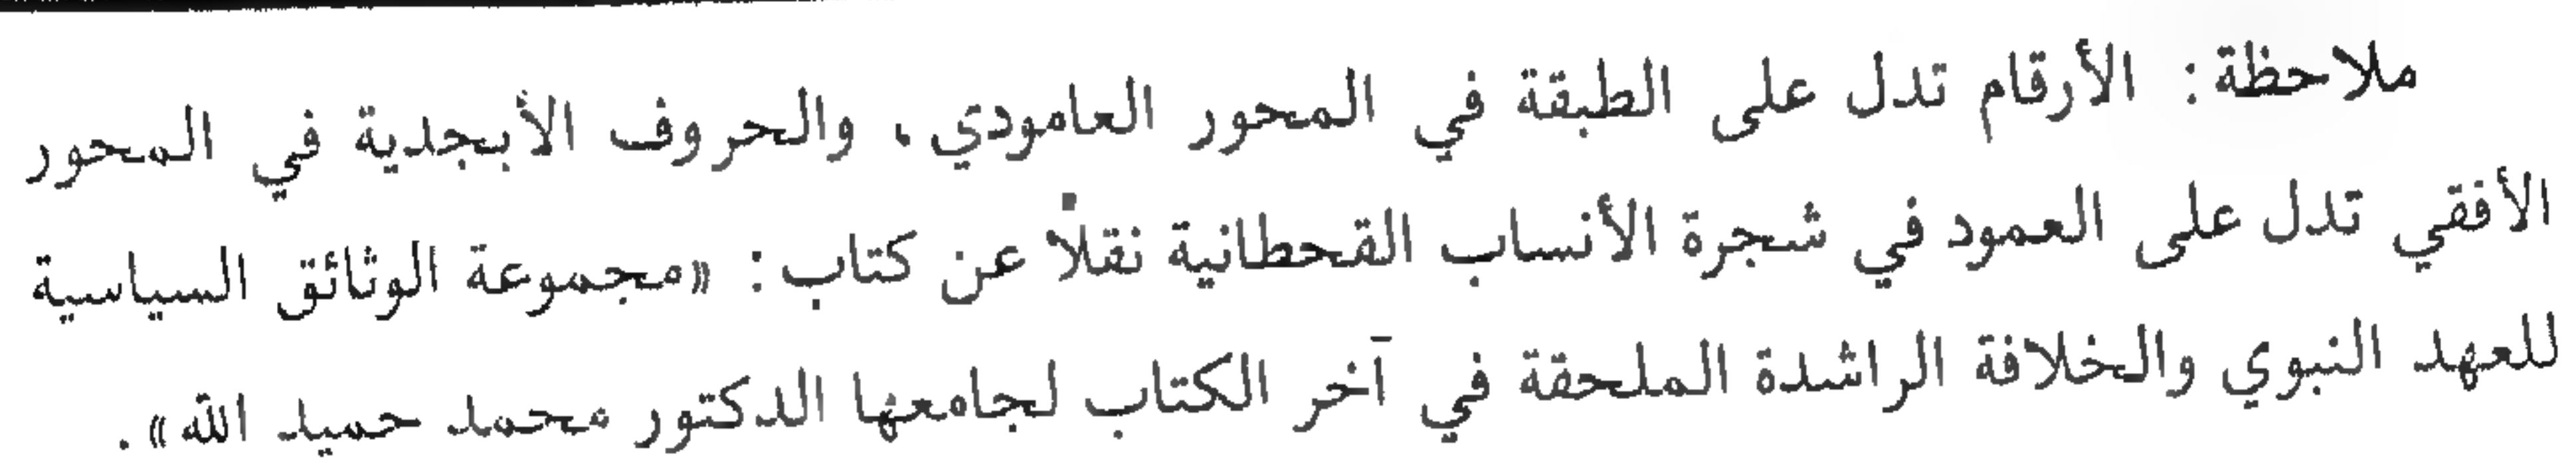 ملاحظة: الأرقام تدل على الطبقة في المحور العامودي، والحروف الأبجدية في المحور
الأفقي تدل على العمود في شجرة الأنساب القحطانية نقلاً عن كتاب: «مجموعة الوثائق السياسية
للعهد النبوي والخلافة الراشدة الملحقة في آخر الكتاب لجامعها الدكتور محمد حميد الله».